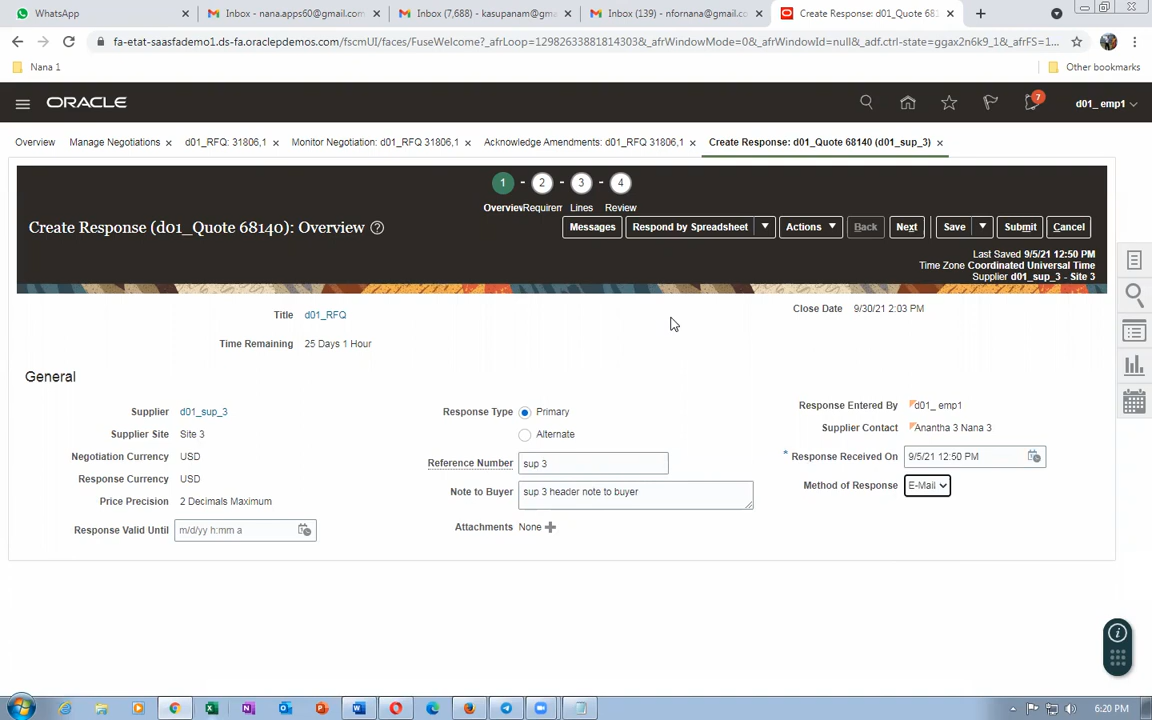 WhatsApp
Inbox - nana.apps60@gmail.com
Inbox (7,688) - kasupanam@gma
Inbox (139) - nfornana@gmail.co
Create Response: d01_Quote 681
fa-etat-saasfademo1.ds-fa.oraclepdemos.com/fscmUI/faces/FuseWelcome?_afrLoop=12982633881814303&_afrWindowMode=0&_afrWindowId=null&_adf.ctrl-state=ggax2n6k9_1&_afrFS=1...
Nana 1
Other bookmarks
ORACLE
7
d01_ emp1
Overview
Manage Negotiations
d01_RFQ: 31806,1
Monitor Negotiation: d01_RFQ 31806,1
Acknowledge Amendments: d01_RFQ 31806,1
Create Response: d01_Quote 68140 (d01_sup_3)
1 2 3 4
Overview Requirem Lines Review
Create Response (d01_Quote 68140): Overview
Messages
Respond by Spreadsheet
Actions
Back
Next
Save
Submit
Cancel
Last Saved 9/5/21 12:50 PM
Time Zone Coordinated Universal Time
Supplier d01_sup_3 - Site 3
Title d01_RFQ
Close Date 9/30/21 2:03 PM
Time Remaining 25 Days 1 Hour
General
Supplier d01_sup_3
Supplier Site Site 3
Negotiation Currency USD
Response Currency USD
Price Precision 2 Decimals Maximum
Response Valid Until m/d/yy h:mm a
Response Type Primary
Alternate
Reference Number sup 3
Note to Buyer sup 3 header note to buyer
Attachments None
Response Entered By d01_ emp1
Supplier Contact Anantha 3 Nana 3
* Response Received On 9/5/21 12:50 PM
Method of Response E-Mail
6:20 PM